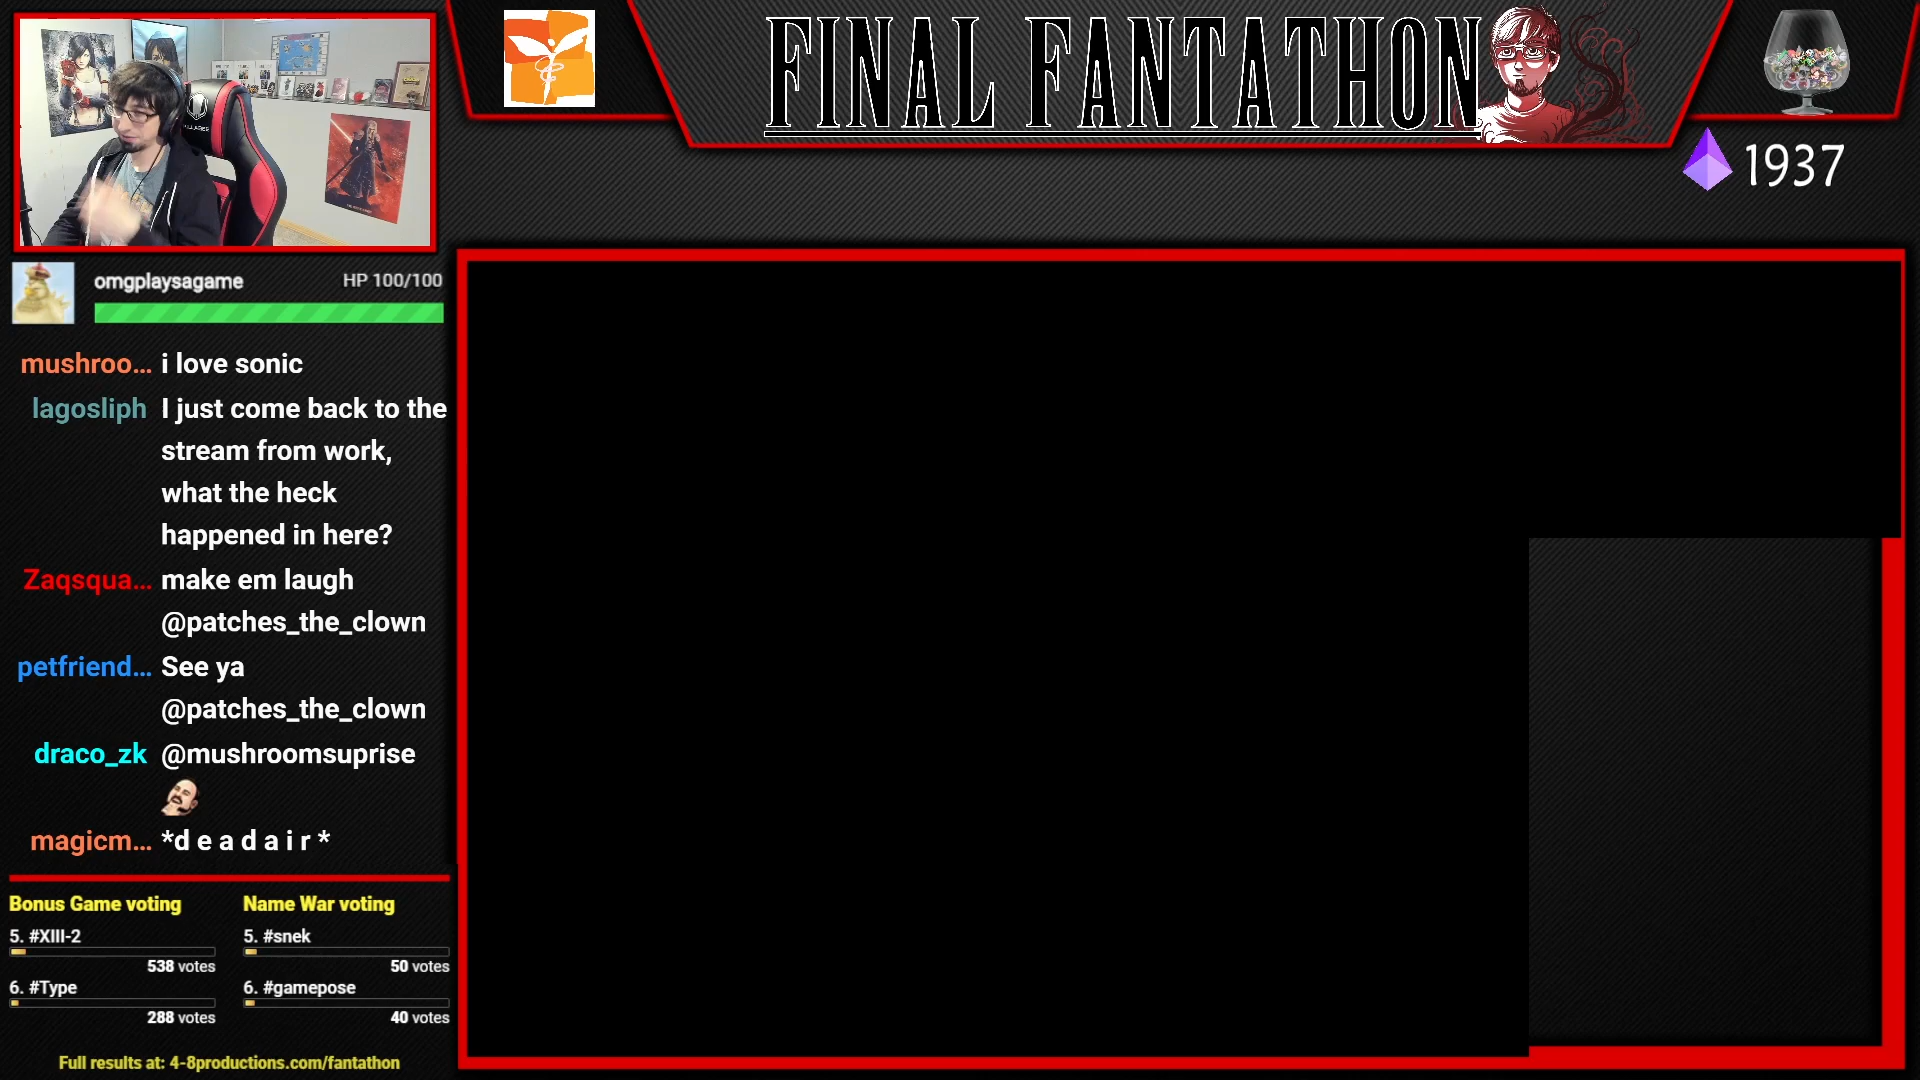 FINAL FANTATHON
1937
omgplaysagame HP 100/100
mushroo... i love sonic
lagosliph I just come back to the
stream from work,
what the heck
happened in here?
Zaqsqua... make em laugh
@patches_the_clown
petfriend... See ya
@patches_the_clown
draco_zk @mushroomsuprise
magicm... *d e a d a i r *
Bonus Game voting
5. #XIII-2
538 votes
6. #Type
288 votes
Name War voting
5. #snek
50 votes
6. #gamepose
40 votes
Full results at: 4-8productions.com/fantathon